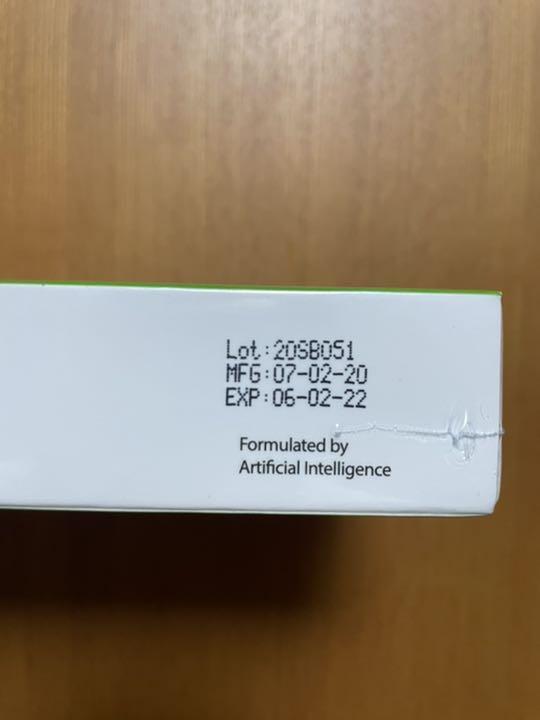 Lot:20SB051
MFG:07-02-20
EXP:06-02-22
Formulated by
Artificial Intelligence